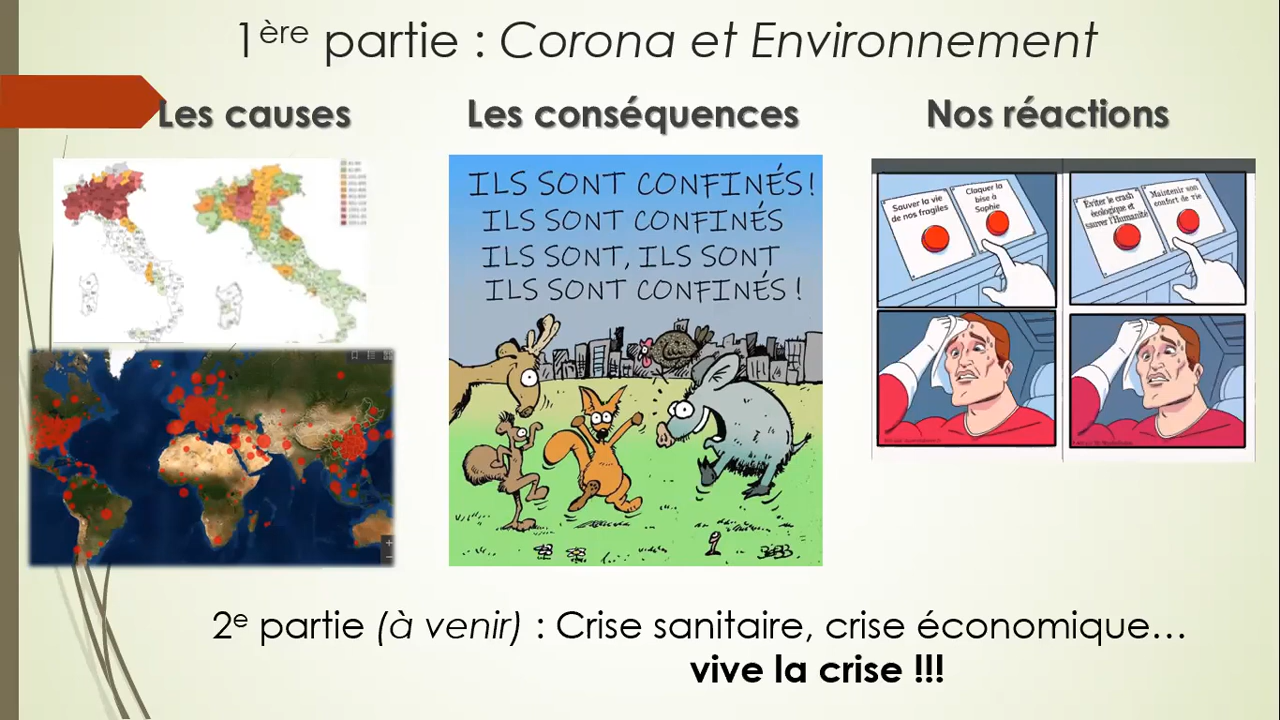 1ère partie : Corona et Environnement
Les causes
Les conséquences
Nos réactions
ILS SONT CONFINÉS !
ILS SONT CONFINÉS
ILS SONT, ILS SONT
ILS SONT CONFINÉS !
Sauver la vie
de nos fragiles
Claquer la
bise à
Sophie
Eviter le crash
écologique et
sauver l'Humanité
Maintenir son
confort de vie
2e partie (à venir) : Crise sanitaire, crise économique…
vive la crise !!!